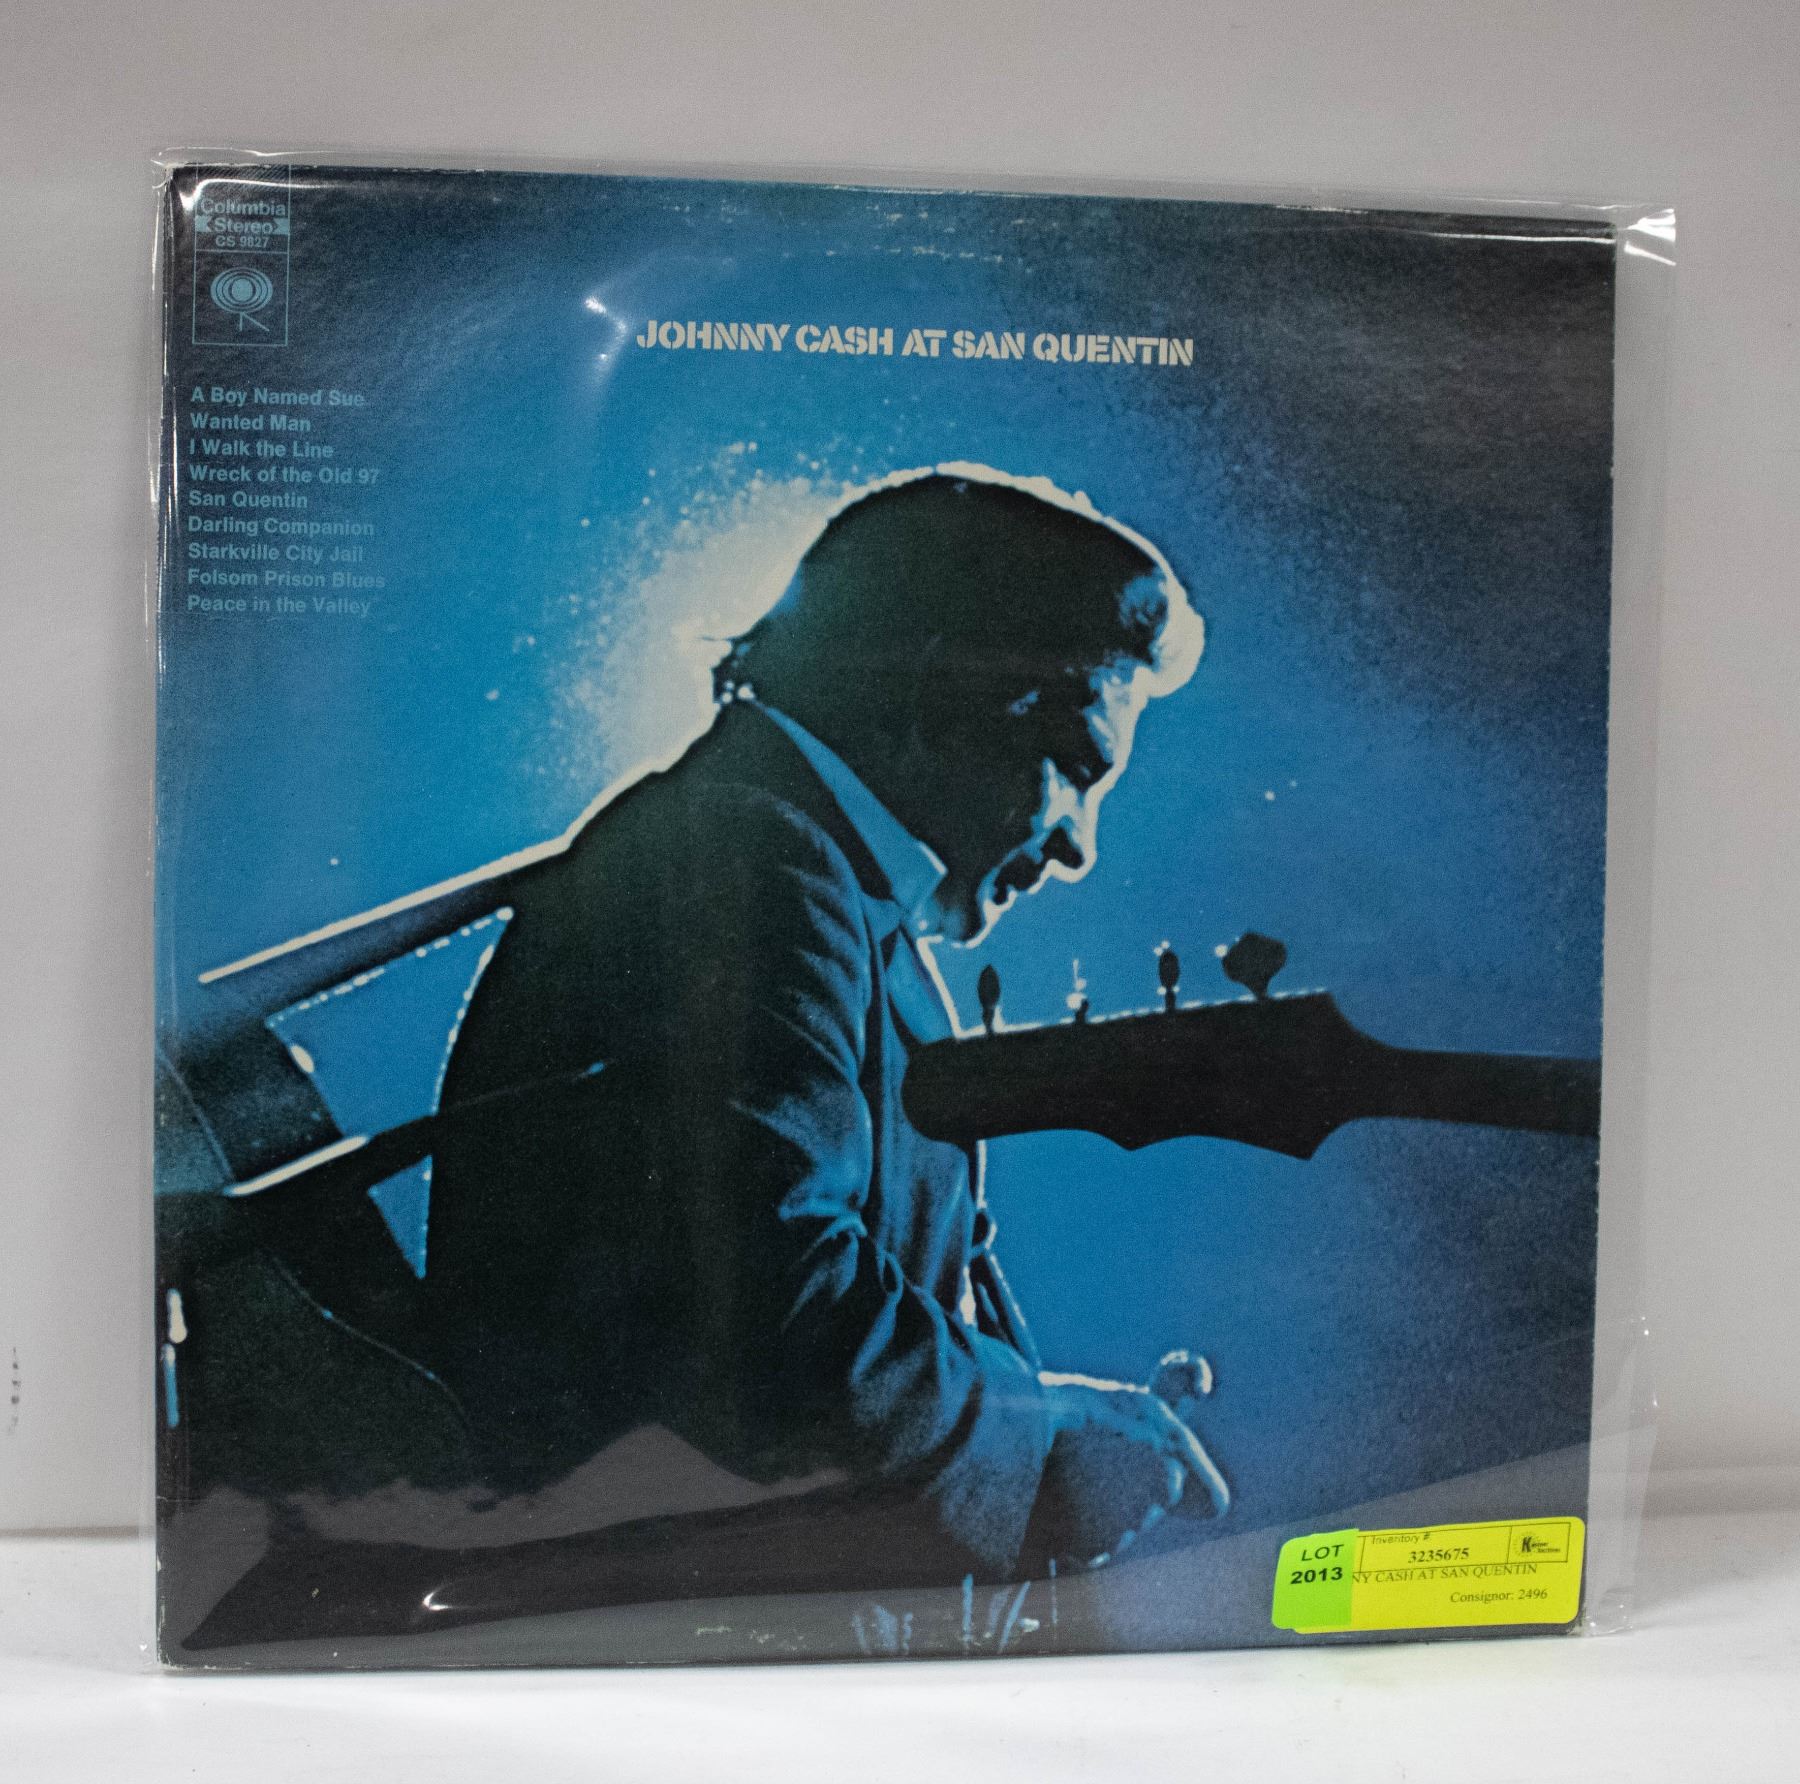 Columbia
Stereo
CS 9827
JOHNNY CASH AT SAN QUENTIN
A Boy Named Sue
Wanted Man
I Walk the Line
Wreck of the Old 97
San Quentin
Darling Companion
Starkville City Jail
Folsom Prison Blues
Peace in the Valley
LOT
2013
Inventory #:
3235675
NY CASH AT SAN QUENTIN
Consignor: 2496